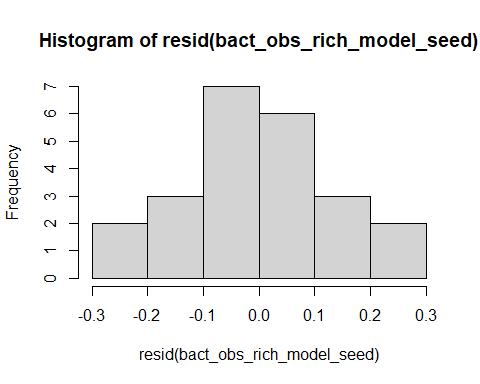 Histogram of resid(bact_obs_rich_model_seed)
Frequency
7
6
5
4
3
2
1
0
-0.3 -0.2 -0.1 0.0 0.1 0.2 0.3
resid(bact_obs_rich_model_seed)